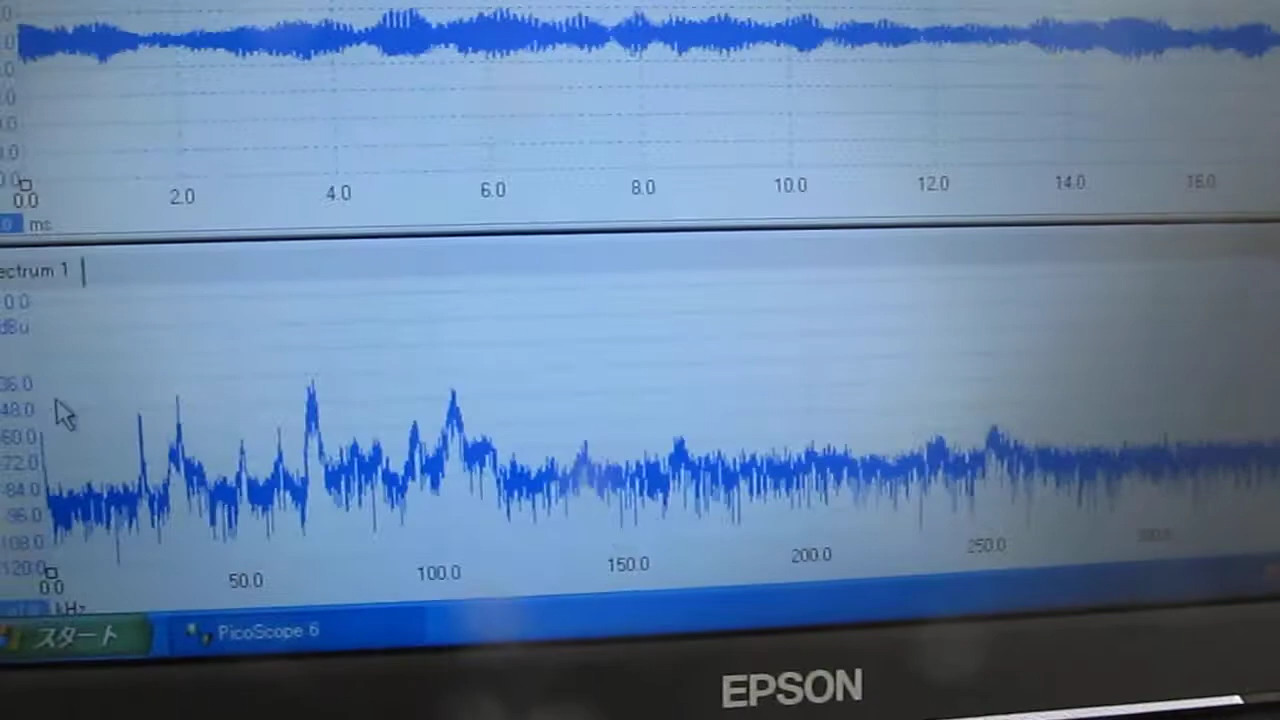 0.0 2.0 4.0 6.0 8.0 10.0 12.0 14.0 16.0
ms
ectrum 1
0.0
dBu
36.0
-48.0
-60.0
-72.0
-84.0
-96.0
-108.0
-120.0
0.0 50.0 100.0 150.0 200.0 250.0 300.0
kHz
スタート PicoScope 6
EPSON